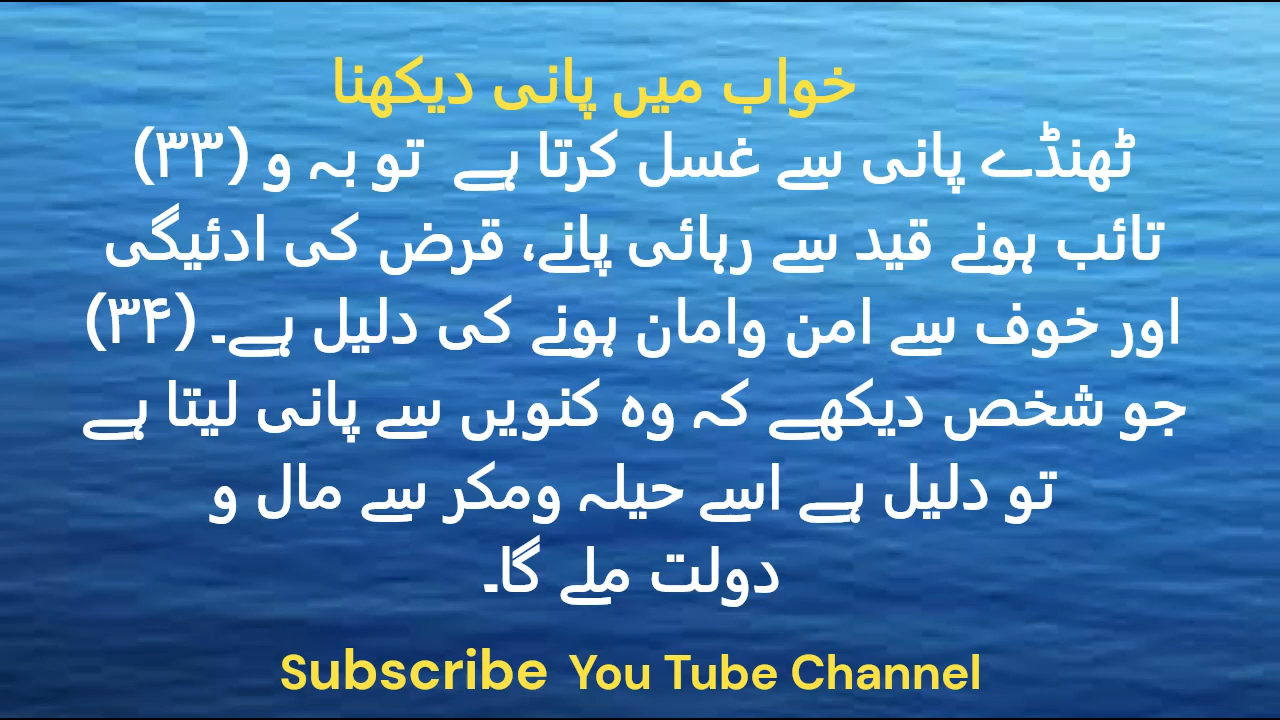 خواب میں پانی دیکھنا
ٹھنڈے پانی سے غسل کرتا ہے تو بہ و (۳۳)
تائب ہونے قید سے رہائی پانے، قرض کی ادئیگی
اور خوف سے امن وامان ہونے کی دلیل ہے۔ (۳۴)
جو شخص دیکھے کہ وہ کنویں سے پانی لیتا ہے
تو دلیل ہے اسے حیلہ ومکر سے مال و
دولت ملے گا۔
Subscribe You Tube Channel